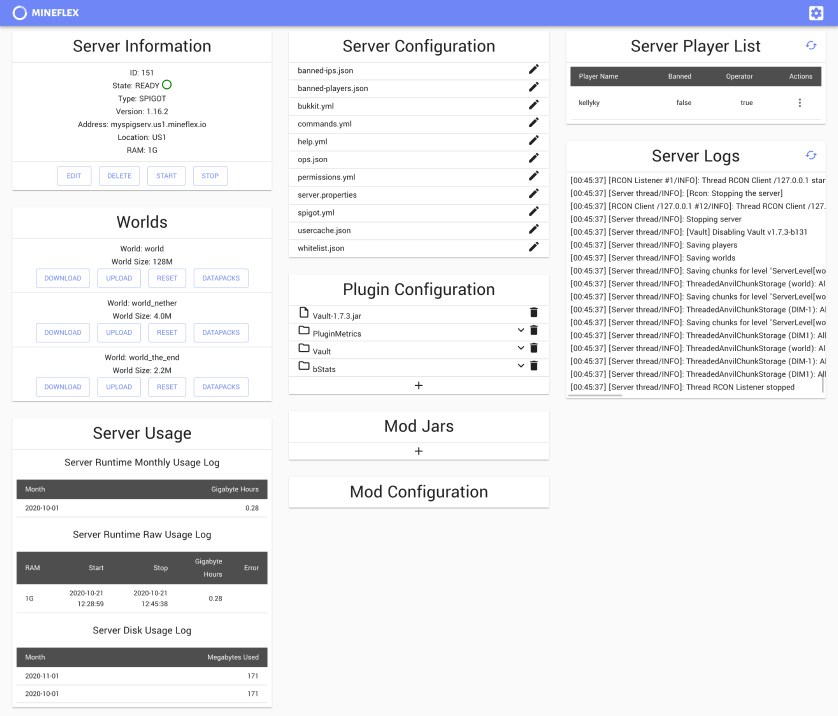 MINEFLEX
Server Information
ID: 151
State: READY
Type: SPIGOT
Version: 1.16.2
Address: myspigserv.us1.mineflex.io
Location: US1
RAM: 1G
EDIT DELETE START STOP
Worlds
World: world
World Size: 128M
DOWNLOAD UPLOAD RESET DATAPACKS
World: world_nether
World Size: 4.0M
DOWNLOAD UPLOAD RESET DATAPACKS
World: world_the_end
World Size: 2.2M
DOWNLOAD UPLOAD RESET DATAPACKS
Server Usage
Server Runtime Monthly Usage Log
Month Gigabyte Hours
2020-10-01 0.28
Server Runtime Raw Usage Log
RAM Start Stop Gigabyte Hours Error
1G 2020-10-21 12:28:59 2020-10-21 12:45:38 0.28
Server Disk Usage Log
Month Megabytes Used
2020-11-01 171
2020-10-01 171
Server Configuration
banned-ips.json
banned-players.json
bukkit.yml
commands.yml
help.yml
ops.json
permissions.yml
server.properties
spigot.yml
usercache.json
whitelist.json
Plugin Configuration
Vault-1.7.3.jar
PluginMetrics
Vault
bStats
+
Mod Jars
+
Mod Configuration
Server Player List
Player Name Banned Operator Actions
kellyky false true
Server Logs
[00:45:37] [RCON Listener #1/INFO]: Thread RCON Client /127.0.0.1 star
[00:45:37] [Server thread/INFO]: [Rcon: Stopping the server]
[00:45:37] [RCON Client /127.0.0.1 #12/INFO]: Thread RCON Client /127.
[00:45:37] [Server thread/INFO]: Stopping server
[00:45:37] [Server thread/INFO]: [Vault] Disabling Vault v1.7.3-b131
[00:45:37] [Server thread/INFO]: Saving players
[00:45:37] [Server thread/INFO]: Saving worlds
[00:45:37] [Server thread/INFO]: Saving chunks for level 'ServerLevel[wo
[00:45:37] [Server thread/INFO]: ThreadedAnvilChunkStorage (world): Al
[00:45:37] [Server thread/INFO]: Saving chunks for level 'ServerLevel[wo
[00:45:37] [Server thread/INFO]: ThreadedAnvilChunkStorage (DIM-1): Al
[00:45:37] [Server thread/INFO]: Saving chunks for level 'ServerLevel[wo
[00:45:37] [Server thread/INFO]: ThreadedAnvilChunkStorage (DIM1): All
[00:45:37] [Server thread/INFO]: ThreadedAnvilChunkStorage (world): Al
[00:45:37] [Server thread/INFO]: ThreadedAnvilChunkStorage (DIM-1): Al
[00:45:37] [Server thread/INFO]: ThreadedAnvilChunkStorage (DIM1): All
[00:45:37] [Server thread/INFO]: Thread RCON Listener stopped